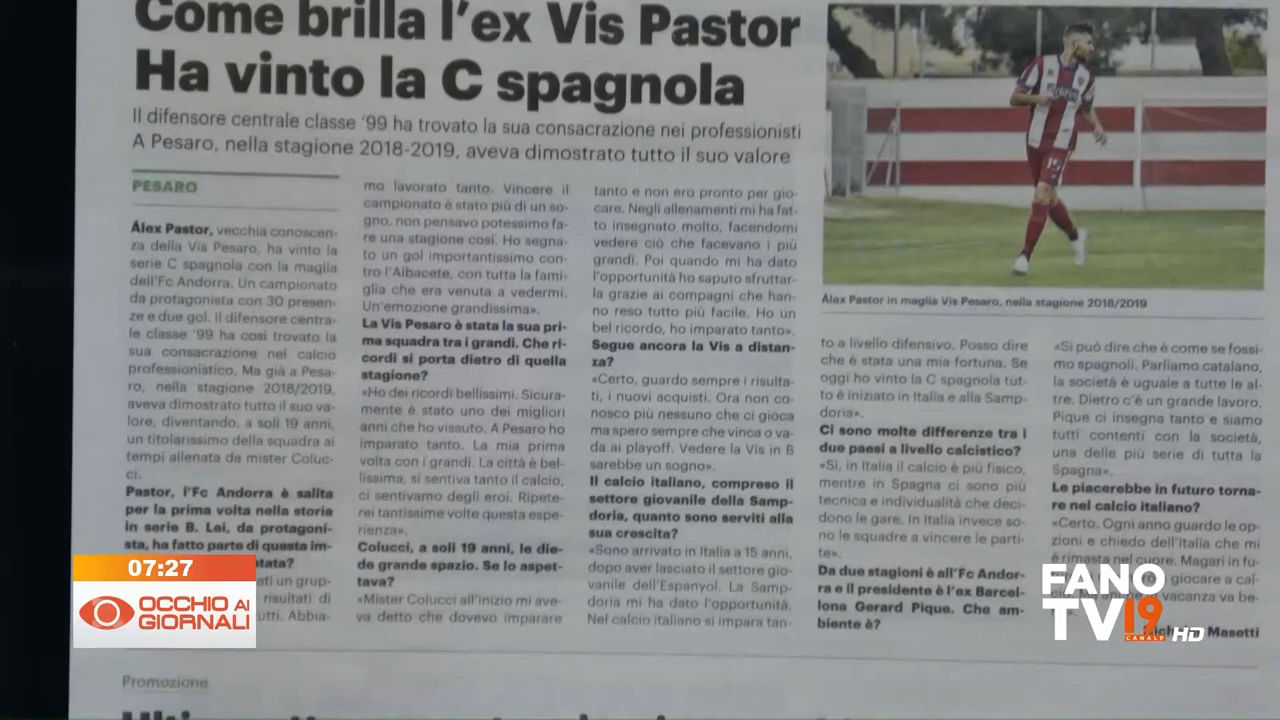 Come brilla l'ex Vis Pastor
Ha vinto la C spagnola
Il difensore centrale classe '99 ha trovato la sua consacrazione nei professionisti
A Pesaro, nella stagione 2018-2019, aveva dimostrato tutto il suo valore
PESARO
Álex Pastor, vecchia conoscen-
za della Vis Pesaro, ha vinto la
serie C spagnola con la maglia
dell'Fc Andorra. Un campionato
da protagonista con 30 presen-
ze e due gol. Il difensore centra-
le classe '99 ha così trovato la
sua consacrazione nel calcio
professionistico. Ma già a Pesa-
ro, nella stagione 2018/2019,
aveva dimostrato tutto il suo va-
lore, diventando, a soli 19 anni,
un titolarissimo della squadra ai
tempi allenata da mister Coluc-
ci.
Pastor, l'Fc Andorra è salita
per la prima volta nella storia
in serie B. Lei, da protagoni-
sta, ha fatto parte di questa im-
tata?
ati un grup-
risultati di
utti. Abbia-
mo lavorato tanto. Vincere il
campionato è stato più di un so-
gno, non pensavo potessimo fa-
re una stagione così. Ho segna-
to un gol importantissimo con-
tro l'Albacete, con tutta la fami-
glia che era venuta a vedermi.
Un'emozione grandissima».
La Vis Pesaro è stata la sua pri-
ma squadra tra i grandi. Che ri-
cordi si porta dietro di quella
stagione?
«Ho dei ricordi bellissimi. Sicura-
mente è stato uno dei migliori
anni che ho vissuto. A Pesaro ho
imparato tanto. La mia prima
volta con i grandi. La città è bel-
lissima, si sentiva tanto il calcio,
ci sentivamo degli eroi. Ripete-
rei tantissime volte questa espe-
rienza».
Colucci, a soli 19 anni, le die-
de grande spazio. Se lo aspet-
tava?
«Mister Colucci all'inizio mi ave-
va detto che dovevo imparare
tanto e non ero pronto per gio-
care. Negli allenamenti mi ha fat-
to insegnato molto, facendomi
vedere ciò che facevano i più
grandi. Poi quando mi ha dato
l'opportunità ho saputo sfruttar-
la grazie ai compagni che han-
no reso tutto più facile. Ho un
bel ricordo, ho imparato tanto».
Segue ancora la Vis a distan-
za?
«Certo, guardo sempre i risulta-
ti, i nuovi acquisti. Ora non co-
nosco più nessuno che ci gioca
ma spero sempre che vinca o va-
da ai playoff. Vedere la Vis in B
sarebbe un sogno».
Il calcio italiano, compreso il
settore giovanile della Samp-
doria, quanto sono serviti alla
sua crescita?
«Sono arrivato in Italia a 15 anni,
dopo aver lasciato il settore gio-
vanile dell'Espanyol. La Samp-
doria mi ha dato l'opportunità.
Nel calcio italiano si impara tan-
Álex Pastor in maglia Vis Pesaro, nella stagione 2018/2019
to a livello difensivo. Posso dire
che è stata una mia fortuna. Se
oggi ho vinto la C spagnola tut-
to è iniziato in Italia e alla Samp-
doria».
Ci sono molte differenze tra i
due paesi a livello calcistico?
«Sì, in Italia il calcio è più fisico,
mentre in Spagna ci sono più
tecnica e individualità che deci-
dono le gare. In Italia invece so-
no le squadre a vincere le parti-
te».
Da due stagioni è all'Fc Andor-
ra e il presidente è l'ex Barcel-
lona Gerard Pique. Che am-
biente è?
«Si può dire che è come se fossi-
mo spagnoli. Parliamo catalano,
la società è uguale a tutte le al-
tre. Dietro c'è un grande lavoro,
Pique ci insegna tanto e siamo
tutti contenti con la società,
una delle più serie di tutta la
Spagna».
Le piacerebbe in futuro torna-
re nel calcio italiano?
«Certo. Ogni anno guardo le op-
zioni e chiedo dell'Italia che mi
è rimasta nel cuore. Magari in fu-
giocare a cal-
vacanza va be-
Masetti
Promozione
07:27
OCCHIO AI
GIORNALI
FANO
TV19
CANALE HD